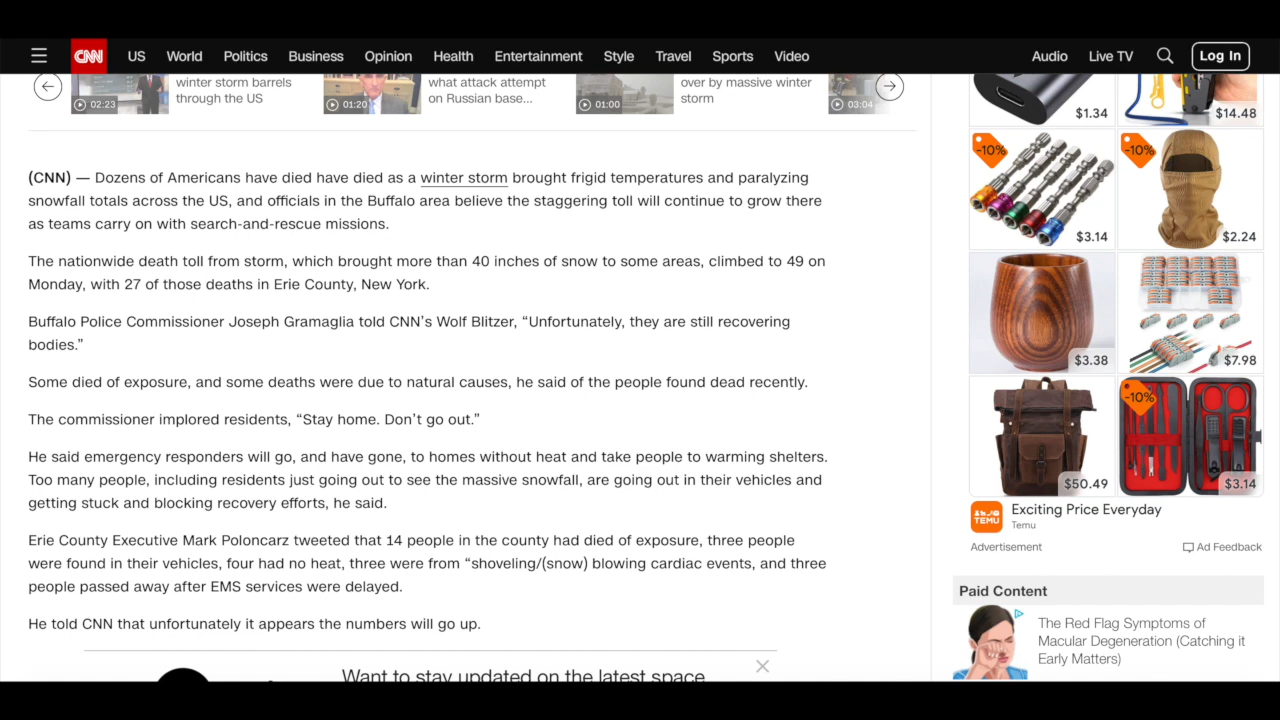 CNN US World Politics Business Opinion Health Entertainment Style Travel Sports Video Audio Live TV Log In
winter storm barrels
through the US
02:23
what attack attempt
on Russian base...
01:20
over by massive winter
storm
01:00
03:04
(CNN) — Dozens of Americans have died have died as a winr storm brought frigid temperatures and paralyzing
snowfall totals across the US, and officials in the Buffalo area believe the staggering toll will continue to grow there
as teams carry on with search-and-rescue missions.
The nationwide death toll from storm, which brought more than 40 inches of snow to some areas, climbed to 49 on
Monday, with 27 of those deaths in Erie County, New York.
Buffalo Police Commissioner Joseph Gramaglia told CNN’s Wolf Blitzer, “Unfortunately, they are still recovering
bodies.”
Some died of exposure, and some deaths were due to natural causes, he said of the people found dead recently.
The commissioner implored residents, “Stay home. Don’t go out.”
He said emergency responders will go, and have gone, to homes without heat and take people to warming shelters.
Too many people, including residents just going out to see the massive snowfall, are going out in their vehicles and
getting stuck and blocking recovery efforts, he said.
Erie County Executive Mark Poloncarz tweeted that 14 people in the county had died of exposure, three people
were found in their vehicles, four had no heat, three were from “shoveling/(snow) blowing cardiac events, and three
people passed away after EMS services were delayed.
He told CNN that unfortunately it appears the numbers will go up.
Want to stay updated on the latest space
$1.34
$14.48
-10%
$3.14
-10%
$2.24
$3.38
$7.98
$50.49
-10%
$3.14
TEMU
Exciting Price Everyday
Temu
Advertisement
Ad Feedback
Paid Content
The Red Flag Symptoms of
Macular Degeneration (Catching it
Early Matters)